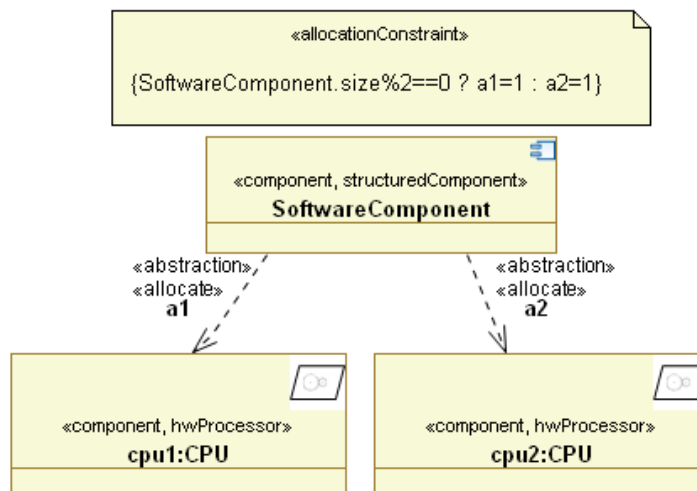 «allocationConstraint»
{SoftwareComponent.size%2==0 ? a1=1 : a2=1}
«component, structuredComponent»
SoftwareComponent
«abstraction»
«allocate»
a1
«abstraction»
«allocate»
a2
«component, hwProcessor»
cpu1:CPU
«component, hwProcessor»
cpu2:CPU